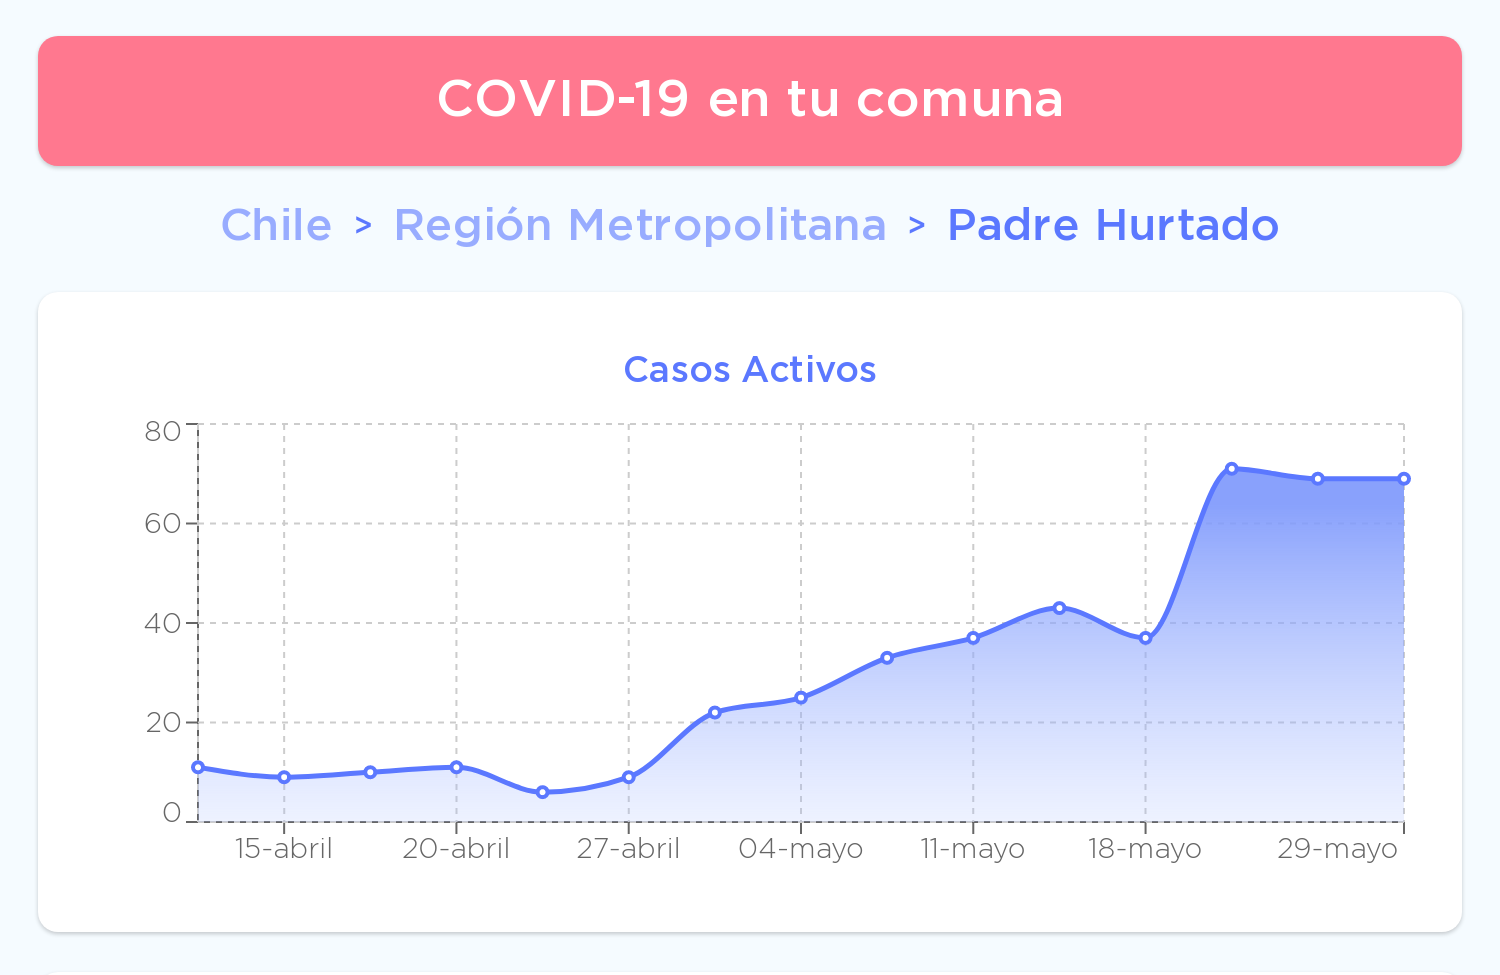 COVID-19 en tu comuna
Chile > Región Metropolitana > Padre Hurtado
Casos Activos
80
60
40
20
0
15-abril 20-abril 27-abril 04-mayo 11-mayo 18-mayo 29-mayo